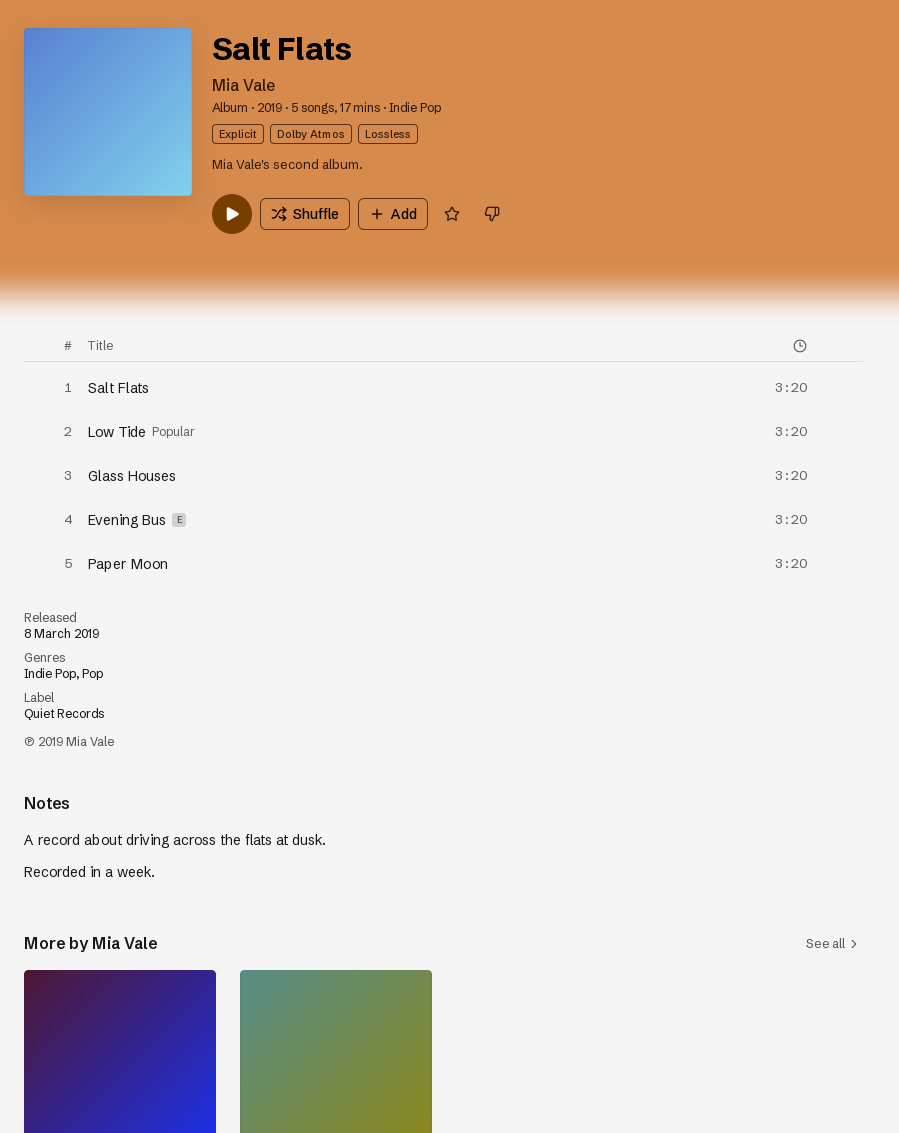 Salt Flats
Mia Vale
Album · 2019 · 5 songs, 17 mins · Indie Pop
Explicit Dolby Atmos Lossless
Mia Vale's second album.
Shuffle Add
# Title
1 Salt Flats 3:20
2 Low Tide Popular 3:20
3 Glass Houses 3:20
4 Evening Bus E 3:20
5 Paper Moon 3:20
Released
8 March 2019
Genres
Indie Pop, Pop
Label
Quiet Records
℗ 2019 Mia Vale
Notes
A record about driving across the flats at dusk.
Recorded in a week.
More by Mia Vale See all